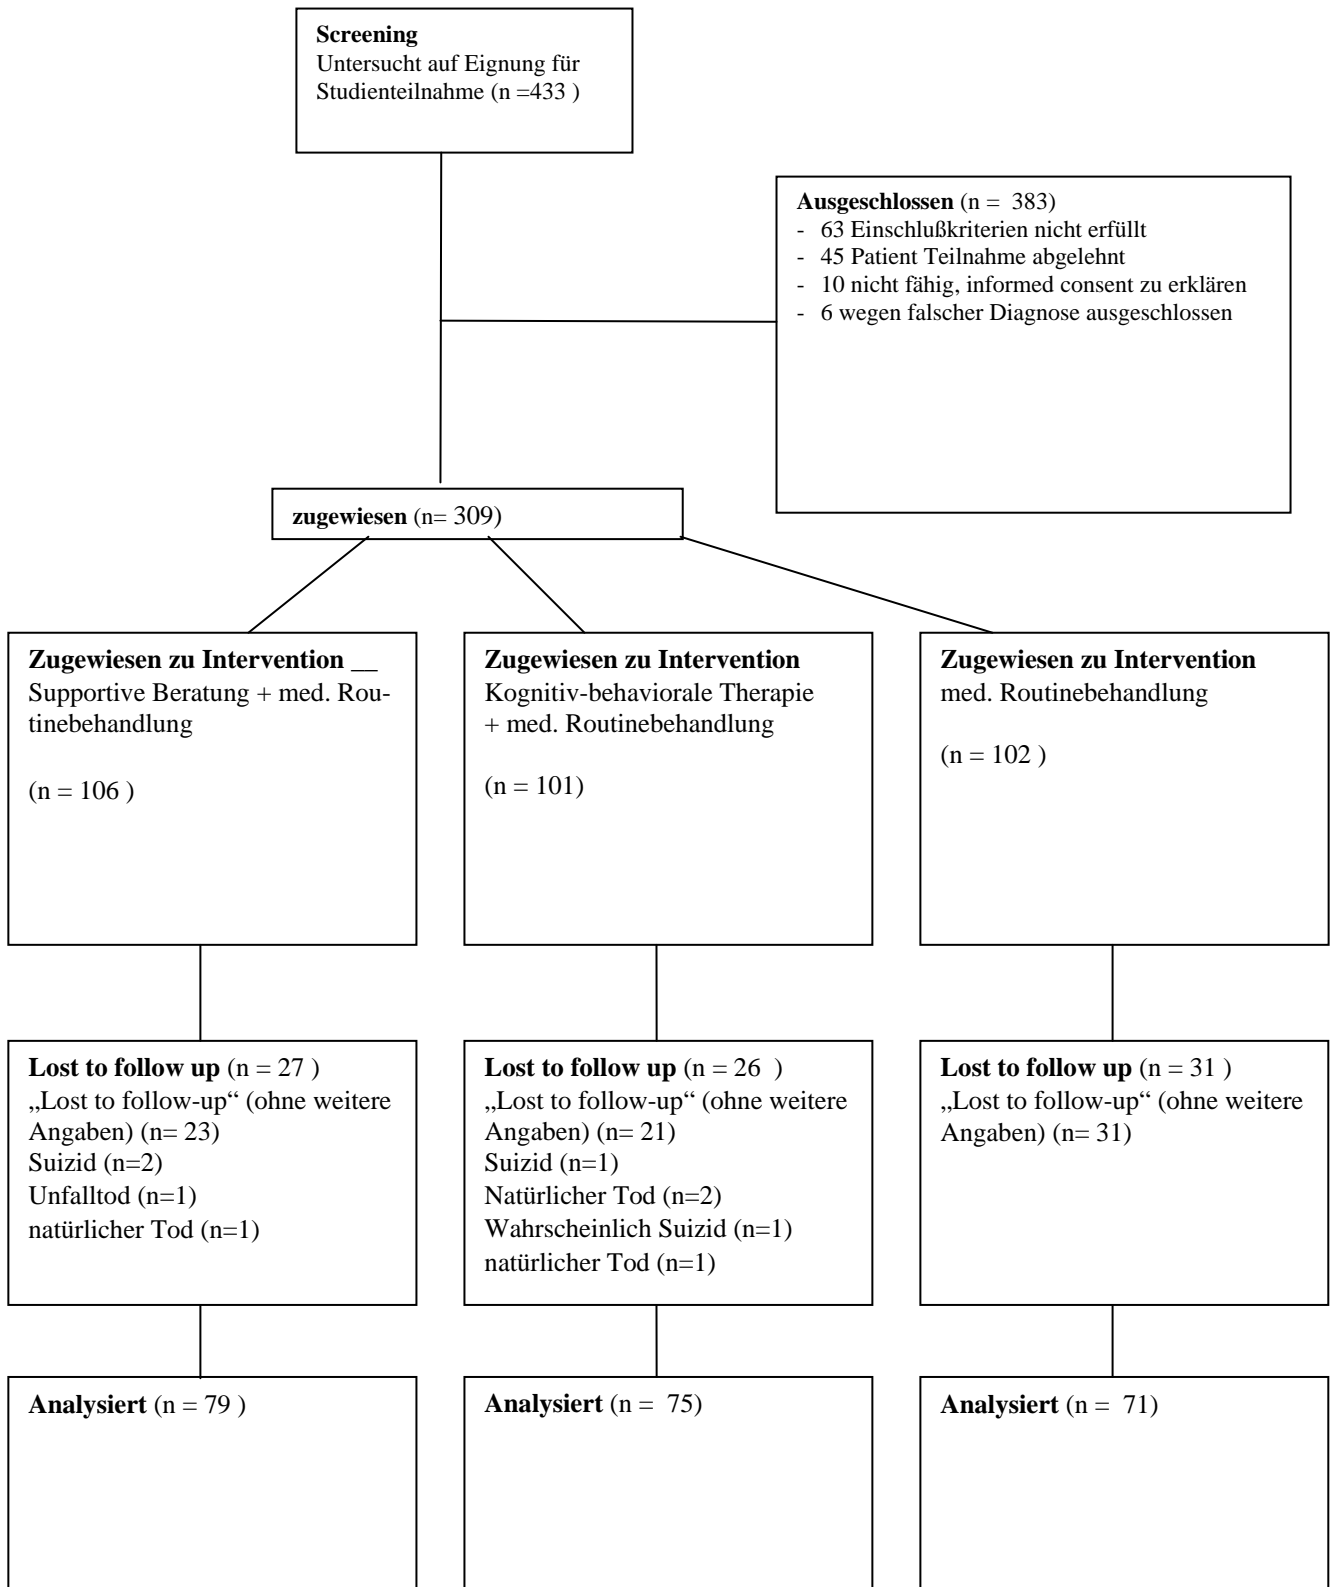 Screening
Untersucht auf Eignung für
Studienteilnahme (n =433 )
Ausgeschlossen (n = 383)
- 63 Einschlußkriterien nicht erfüllt
- 45 Patient Teilnahme abgelehnt
- 10 nicht fähig, informed consent zu erklären
- 6 wegen falscher Diagnose ausgeschlossen
zugewiesen (n= 309)
Zugewiesen zu Intervention __
Supportive Beratung + med. Rou-
tinebehandlung
(n = 106 )
Zugewiesen zu Intervention
Kognitiv-behaviorale Therapie
+ med. Routinebehandlung
(n = 101)
Zugewiesen zu Intervention
med. Routinebehandlung
(n = 102 )
Lost to follow up (n = 27 )
„Lost to follow-up“ (ohne weitere
Angaben) (n= 23)
Suizid (n=2)
Unfalltod (n=1)
natürlicher Tod (n=1)
Lost to follow up (n = 26 )
„Lost to follow-up“ (ohne weitere
Angaben) (n= 21)
Suizid (n=1)
Natürlicher Tod (n=2)
Wahrscheinlich Suizid (n=1)
natürlicher Tod (n=1)
Lost to follow up (n = 31 )
„Lost to follow-up“ (ohne weitere
Angaben) (n= 31)
Analysiert (n = 79 )
Analysiert (n = 75)
Analysiert (n = 71)